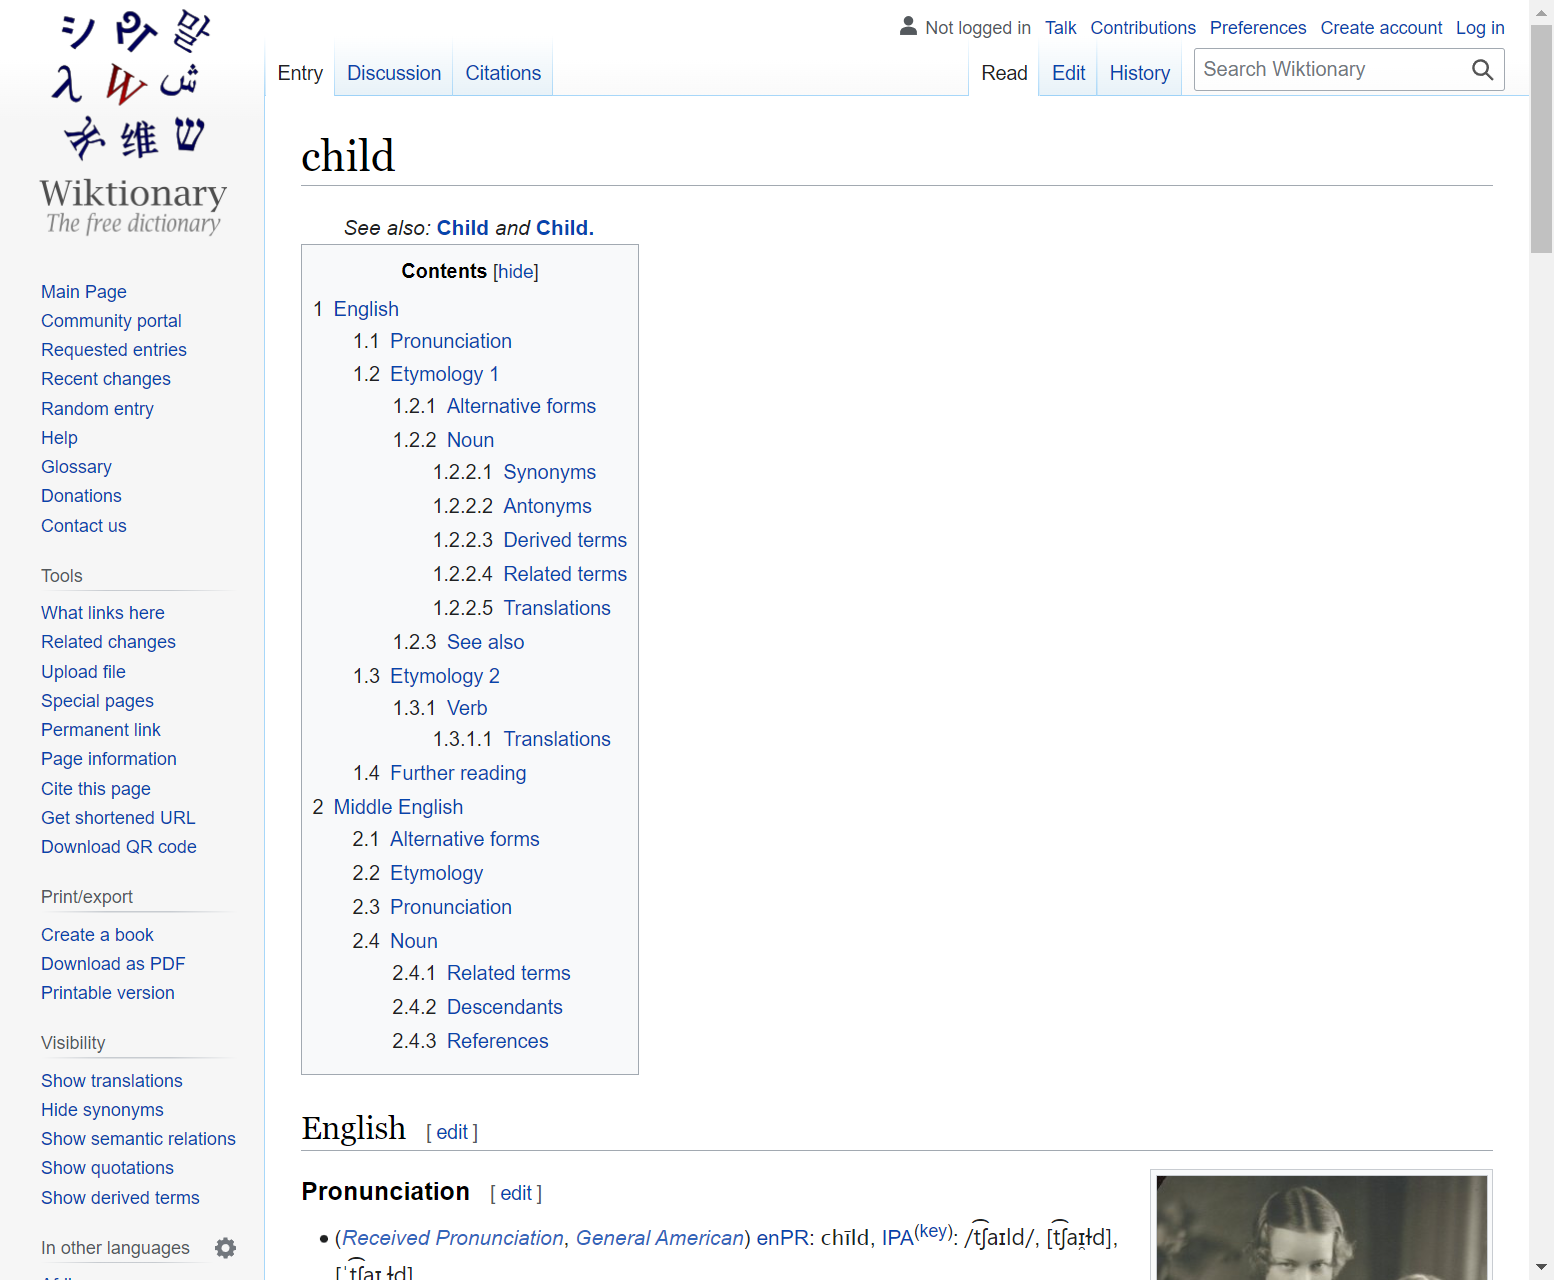 Not logged in Talk Contributions Preferences Create account Log in
Entry Discussion Citations Read Edit History Search Wiktionary
维
Wiktionary
The free dictionary
Main Page
Community portal
Requested entries
Recent changes
Random entry
Help
Glossary
Donations
Contact us
Tools
What links here
Related changes
Upload file
Special pages
Permanent link
Page information
Cite this page
Get shortened URL
Download QR code
Print/export
Create a book
Download as PDF
Printable version
Visibility
Show translations
Hide synonyms
Show semantic relations
Show quotations
Show derived terms
In other languages
child
See also: Child and Child.
Contents [hide]
1 English
1.1 Pronunciation
1.2 Etymology 1
1.2.1 Alternative forms
1.2.2 Noun
1.2.2.1 Synonyms
1.2.2.2 Antonyms
1.2.2.3 Derived terms
1.2.2.4 Related terms
1.2.2.5 Translations
1.2.3 See also
1.3 Etymology 2
1.3.1 Verb
1.3.1.1 Translations
1.4 Further reading
2 Middle English
2.1 Alternative forms
2.2 Etymology
2.3 Pronunciation
2.4 Noun
2.4.1 Related terms
2.4.2 Descendants
2.4.3 References
English [ edit ]
Pronunciation [ edit ]
• (Received Pronunciation, General American) enPR: chīld, IPA(key): /t͡ʃaɪld/, [t͡ʃaɪ̯ɫd],